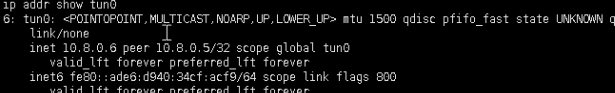 ip addr show tun0
6: tun0: <POINTOPOINT,MULTICAST,NOARP,UP,LOWER_UP> mtu 1500 qdisc pfifo_fast state UNKNOWN q
link/none
inet 10.8.0.6 peer 10.8.0.5/32 scope global tun0
valid_lft forever preferred_lft forever
inet6 fe80::ade6:d940:34cf:acf9/64 scope link flags 800
valid_lft forever preferred_lft forever